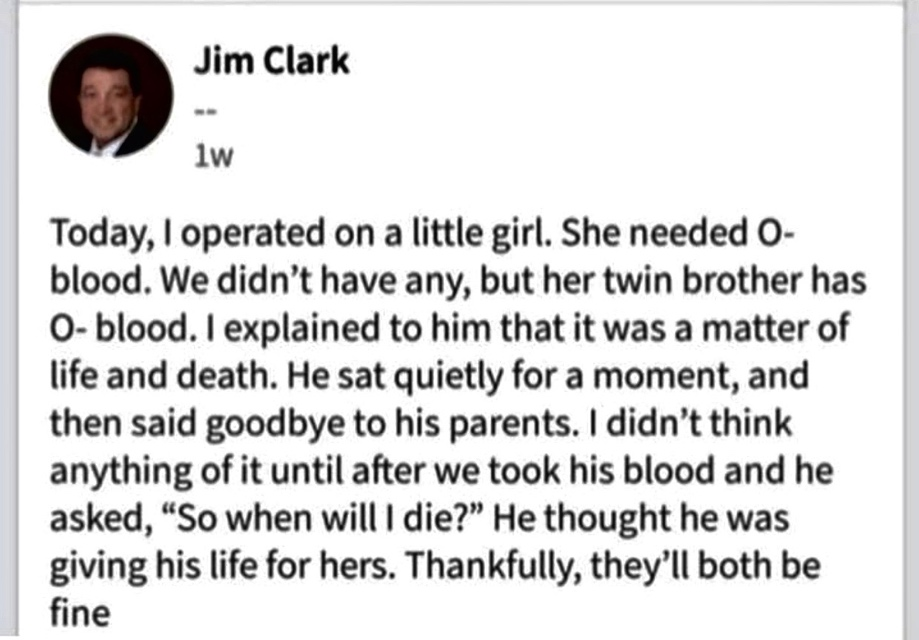 Jim Clark
--
1w
Today, I operated on a little girl. She needed O-
blood. We didn't have any, but her twin brother has
O- blood. I explained to him that it was a matter of
life and death. He sat quietly for a moment, and
then said goodbye to his parents. I didn't think
anything of it until after we took his blood and he
asked, “So when will I die?” He thought he was
giving his life for hers. Thankfully, they'll both be
fine